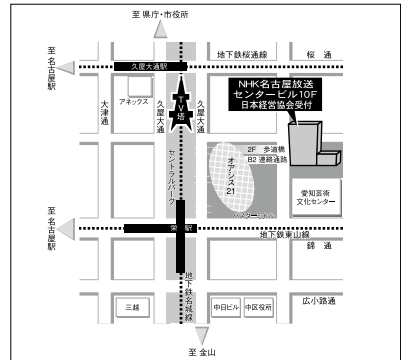 至 県庁・市役所
至 名古屋駅
久屋大通駅
地下鉄桜通線
桜通
大津通
アネックス
久屋大通
TV塔
久屋大通
NHK名古屋放送
センタービル10F
日本経営協会受付
セントラルパーク
2F 歩道橋
B2 連絡通路
オアシス21
愛知芸術
文化センター
バスターミナル
至 名古屋駅
栄駅
地下鉄東山線
錦通
地下鉄名城線
三越
中日ビル
中区役所
広小路通
至 金山